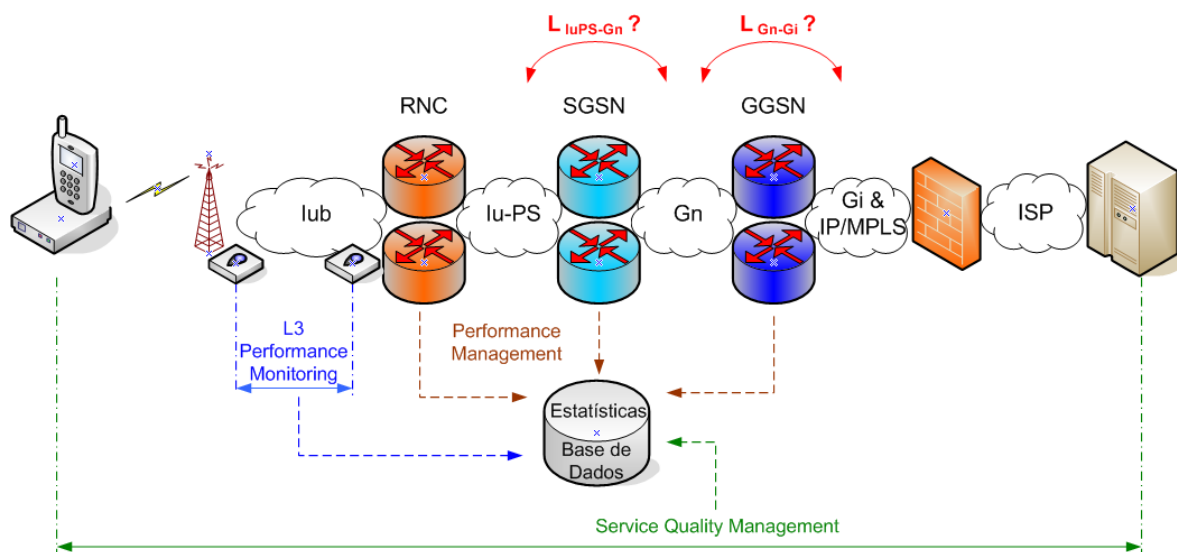 L IuPS-Gn ?
L Gn-Gi ?
RNC
SGSN
GGSN
Iub
Iu-PS
Gn
Gi &
IP/MPLS
ISP
L3
Performance
Monitoring
Performance
Management
Estatísticas
Base de
Dados
Service Quality Management